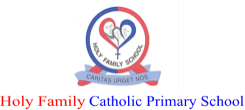 HOLY FAMILY SCHOOL
CARITAS URGET NOS
Holy Family Catholic Primary School